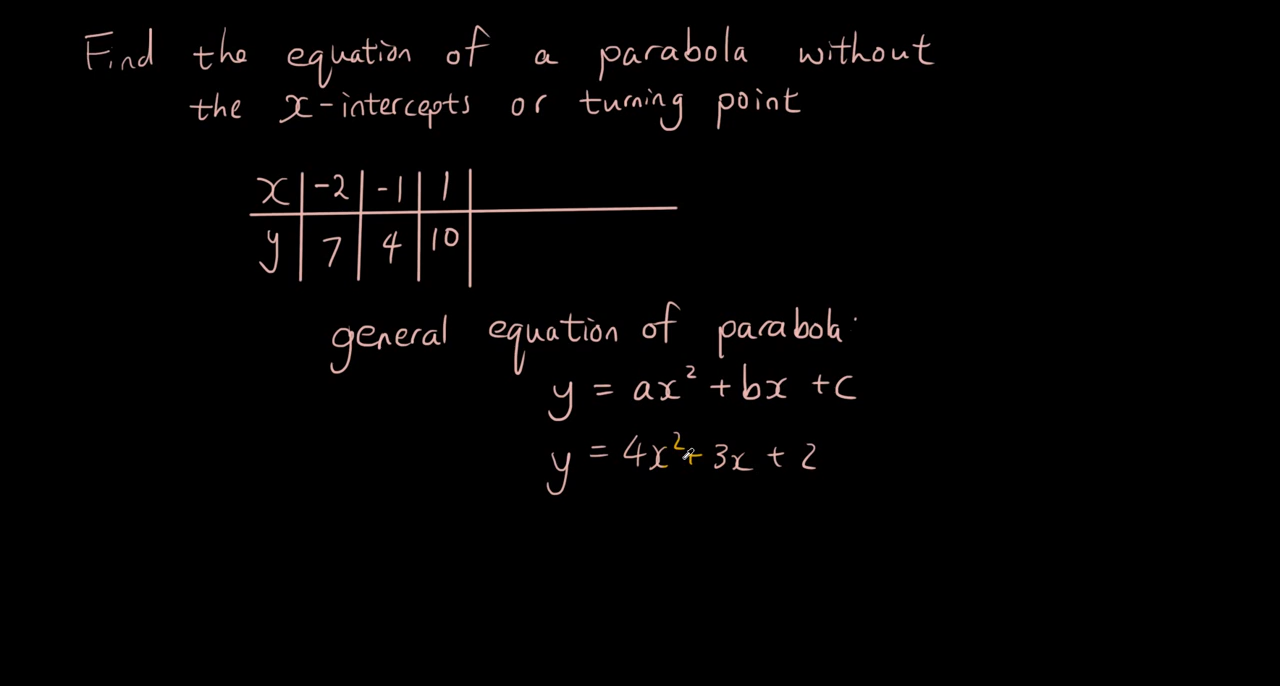 Find the equation of a parabola without
the x-intercepts or turning point
x | -2 | -1 | 1
y | 7 | 4 | 10
general equation of parabola
y = ax² + bx + c
y = 4x² + 3x + 2